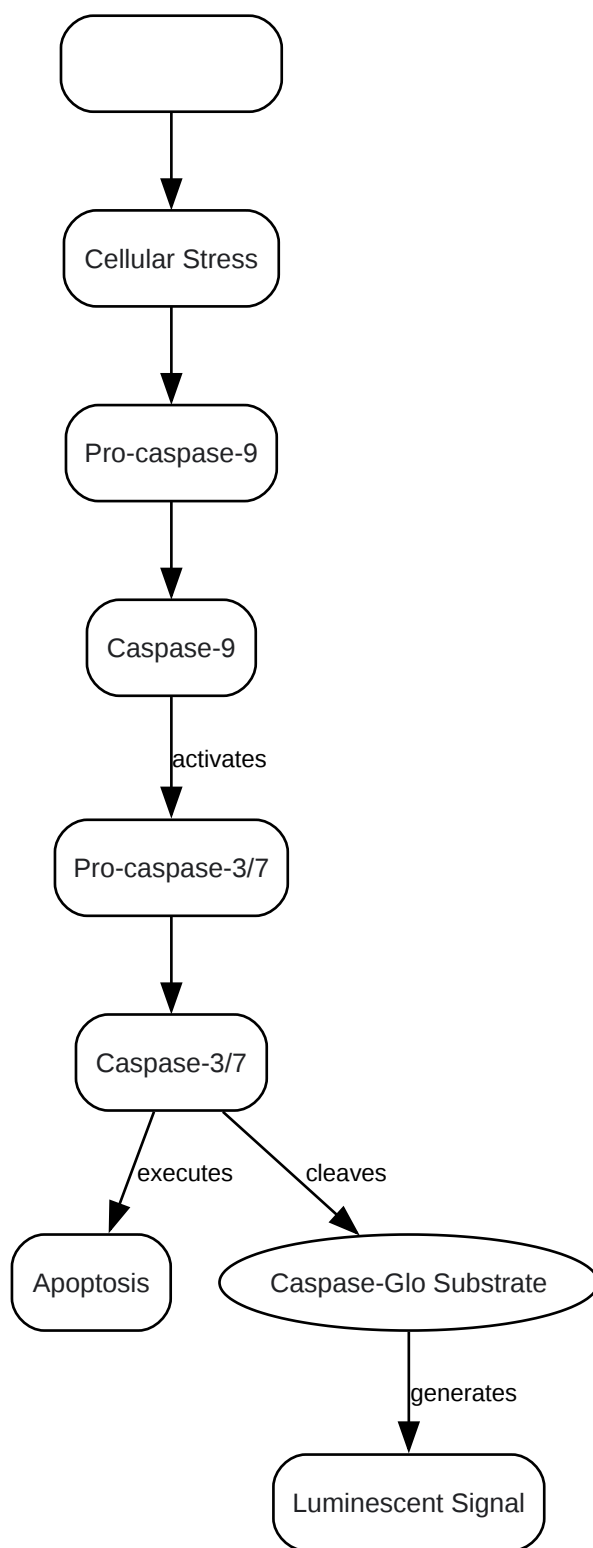 Cellular Stress
Pro-caspase-9
Caspase-9
activates
Pro-caspase-3/7
Caspase-3/7
executes
cleaves
Apoptosis
Caspase-Glo Substrate
generates
Luminescent Signal